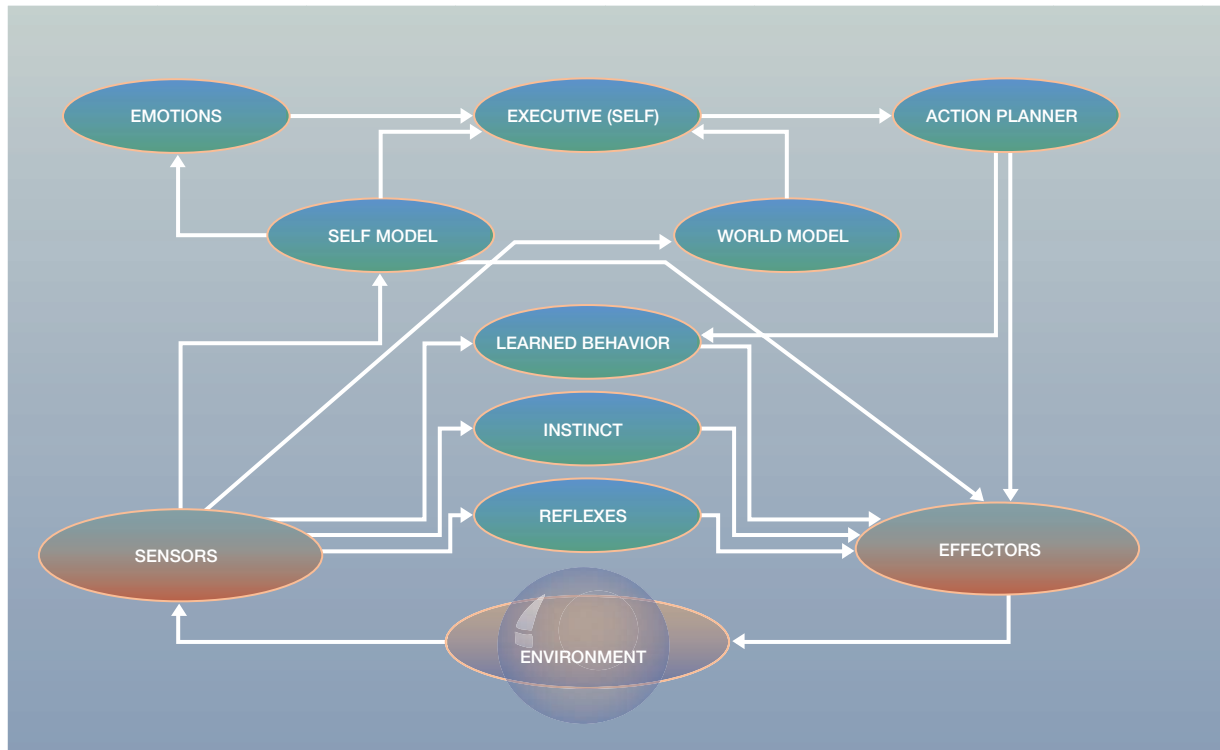 EMOTIONS
EXECUTIVE (SELF)
ACTION PLANNER
SELF MODEL
WORLD MODEL
LEARNED BEHAVIOR
INSTINCT
REFLEXES
SENSORS
EFFECTORS
ENVIRONMENT